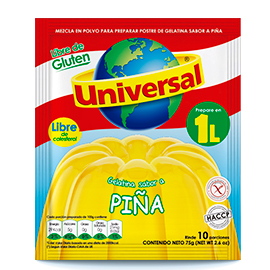 MEZCLA EN POLVO PARA PREPARAR POSTRE DE GELATINA SABOR A PIÑA
Libre de
Gluten
Universal
®
Prepare en
1L
Libre
de colesterol
Gelatina sabor a
PIÑA
HACCP
Rinde 10 porciones
CONTENIDO NETO 75g (NET WT 2.6 oz)